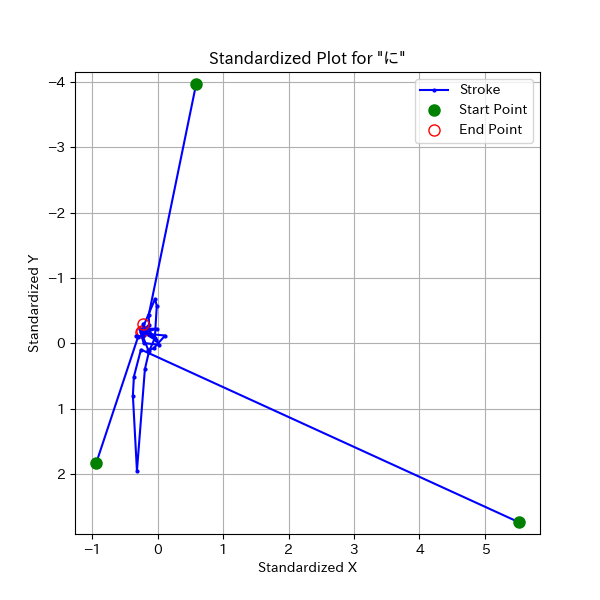 Standardized Plot for "に"
Stroke
Start Point
End Point
Standardized Y
−4
−3
−2
−1
0
1
2
−1 0 1 2 3 4 5
Standardized X